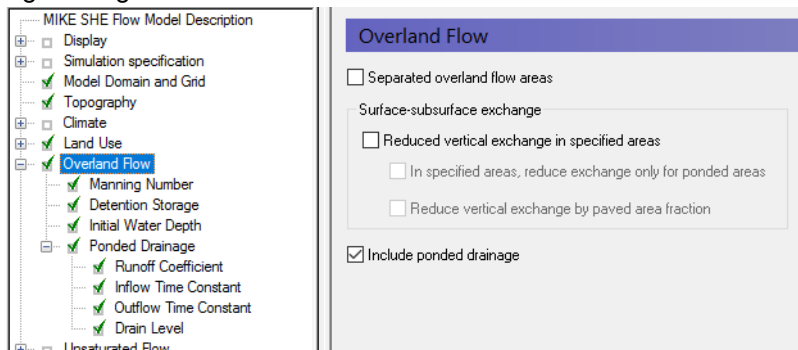 MIKE SHE Flow Model Description
Display
Simulation specification
Model Domain and Grid
Topography
Climate
Land Use
Overland Flow
Manning Number
Detention Storage
Initial Water Depth
Ponded Drainage
Runoff Coefficient
Inflow Time Constant
Outflow Time Constant
Drain Level
Unsaturated Flow
Overland Flow
Separated overland flow areas
Surface-subsurface exchange
Reduced vertical exchange in specified areas
In specified areas, reduce exchange only for ponded areas
Reduce vertical exchange by paved area fraction
Include ponded drainage